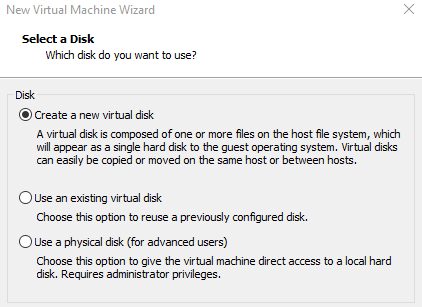 New Virtual Machine Wizard
Select a Disk
Which disk do you want to use?
Disk
Create a new virtual disk
A virtual disk is composed of one or more files on the host file system, which
will appear as a single hard disk to the guest operating system. Virtual disks
can easily be copied or moved on the same host or between hosts.
Use an existing virtual disk
Choose this option to reuse a previously configured disk.
Use a physical disk (for advanced users)
Choose this option to give the virtual machine direct access to a local hard
disk. Requires administrator privileges.